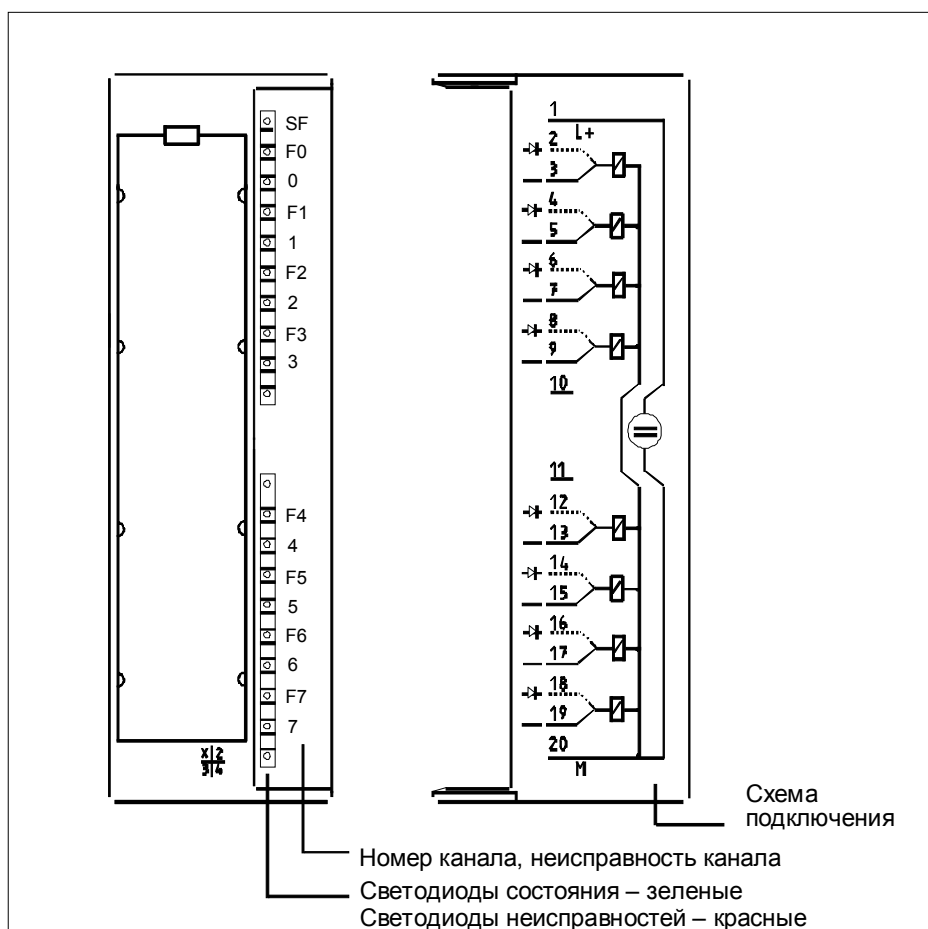 SF
F0
0
F1
1
F2
2
F3
3
F4
4
F5
5
F6
6
F7
7
X 2
3 4
1
L+
2
3
4
5
6
7
8
9
10
11
12
13
14
15
16
17
18
19
20
M
Схема
подключения
Номер канала, неисправность канала
Светодиоды состояния – зеленые
Светодиоды неисправностей – красные